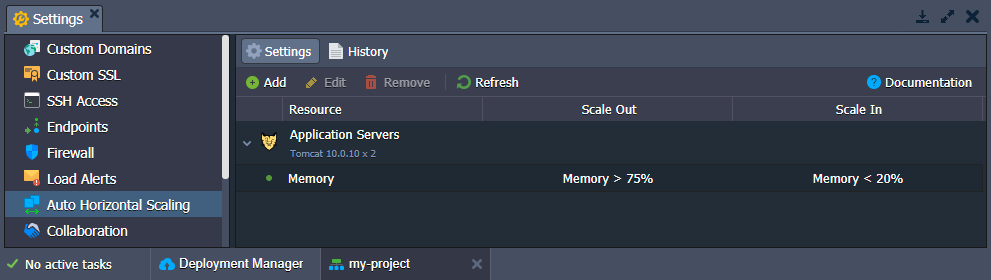 Settings
Custom Domains
Custom SSL
SSH Access
Endpoints
Firewall
Load Alerts
Auto Horizontal Scaling
Collaboration
Settings History
Add Edit Remove Refresh Documentation
Resource Scale Out Scale In
Application Servers
Tomcat 10.0.10 x 2
Memory Memory > 75% Memory < 20%
No active tasks Deployment Manager my-project